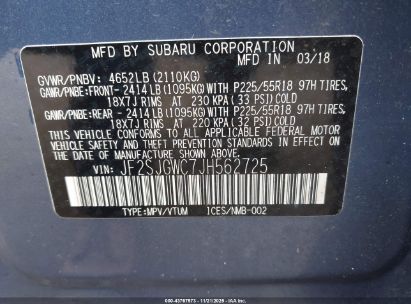 MFD BY SUBARU CORPORATION
MFD IN 03/18
GVWR/PNBV: 4652LB (2110KG)
GAWR/PNBE:FRONT- 2414LB (1095KG) WITH P225/55R18 97H TIRES,
18X7J RIMS AT 230 KPA (33 PSI) COLD
GAWR/PNBE:REAR - 2414LB (1095KG) WITH P225/55R18 97H TIRES,
18X7J RIMS AT 220 KPA (32 PSI) COLD
THIS VEHICLE CONFORMS TO ALL APPLICABLE FEDERAL MOTOR VEHICLE
SAFETY, BUMPER, AND THEFT PREVENTION STANDARDS IN EFFECT
ON THE DATE OF MANUFACTURE SHOWN ABOVE.
VIN: JF2SJGWC7JH562725
TYPE:MPV/VTUM ICES/NMB-002